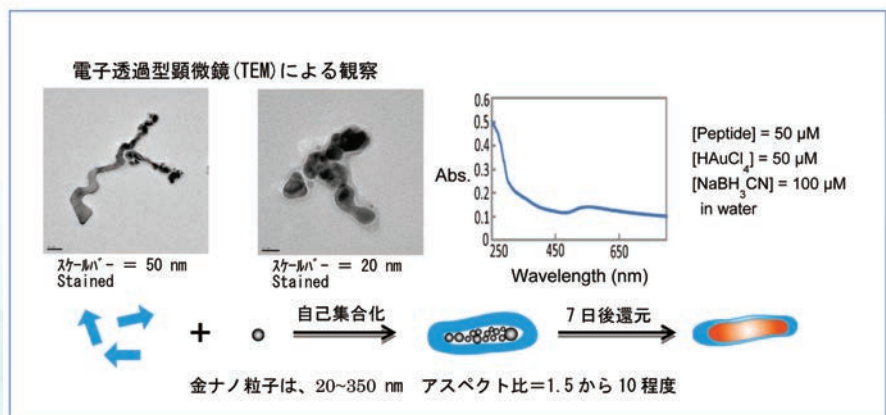 電子透過型顕微鏡(TEM)による観察
スケールバー = 50 nm
Stained
スケールバー = 20 nm
Stained
Abs.
0.6
0.5
0.4
0.3
0.2
0.1
0
250
450
650
Wavelength (nm)
[Peptide] = 50 μM
[HAuCl₄] = 50 μM
[NaBH₃CN] = 100 μM
in water
+
自己集合化
7日後還元
金ナノ粒子は、20~350 nm アスペクト比=1.5 から 10 程度